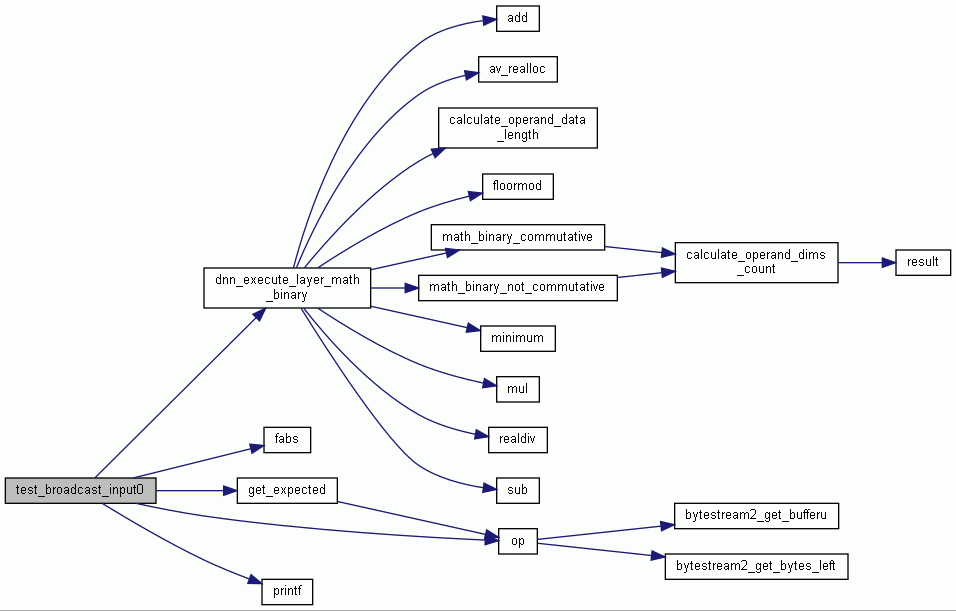 add
av_realloc
calculate_operand_data
_length
floormod
math_binary_commutative
calculate_operand_dims
_count
result
dnn_execute_layer_math
_binary
math_binary_not_commutative
minimum
mul
realdiv
fabs
sub
test_broadcast_input0
get_expected
bytestream2_get_bufferu
op
bytestream2_get_bytes_left
printf